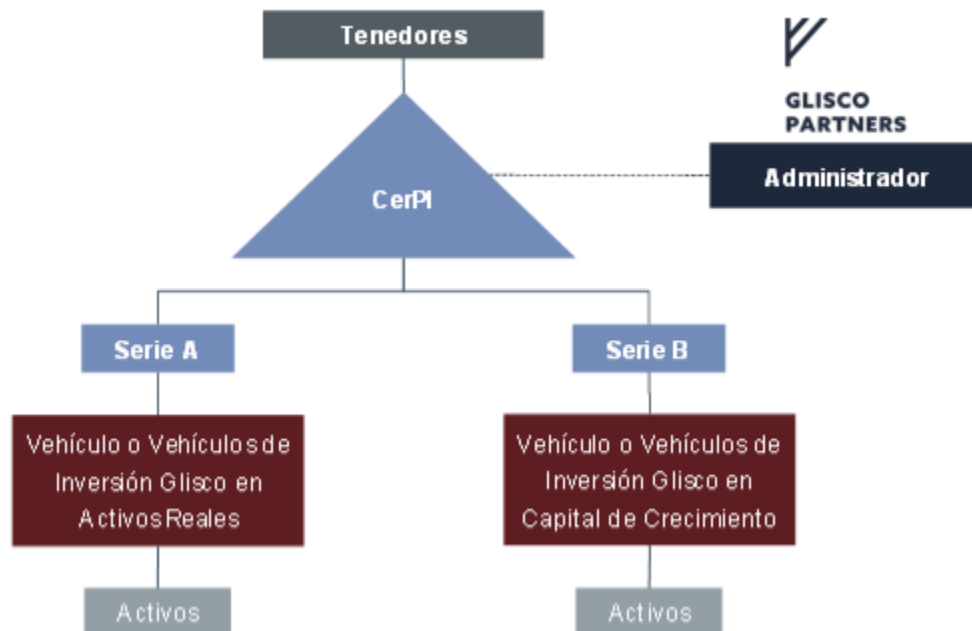 Tenedores
GLISCO
PARTNERS
Administrador
CerPI
Serie A
Serie B
Vehículo o Vehículos de
Inversión Glisco en
Activos Reales
Vehículo o Vehículos de
Inversión Glisco en
Capital de Crecimiento
Activos
Activos